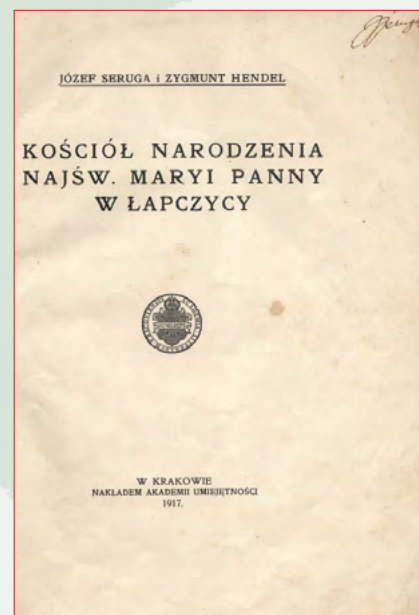 JÓZEF SERUGA i ZYGMUNT HENDEL
KOŚCIÓŁ NARODZENIA
NAJŚW. MARYI PANNY
W ŁAPCZYCY
W KRAKOWIE
NAKŁADEM AKADEMII UMIEJĘTNOŚCI
1917.